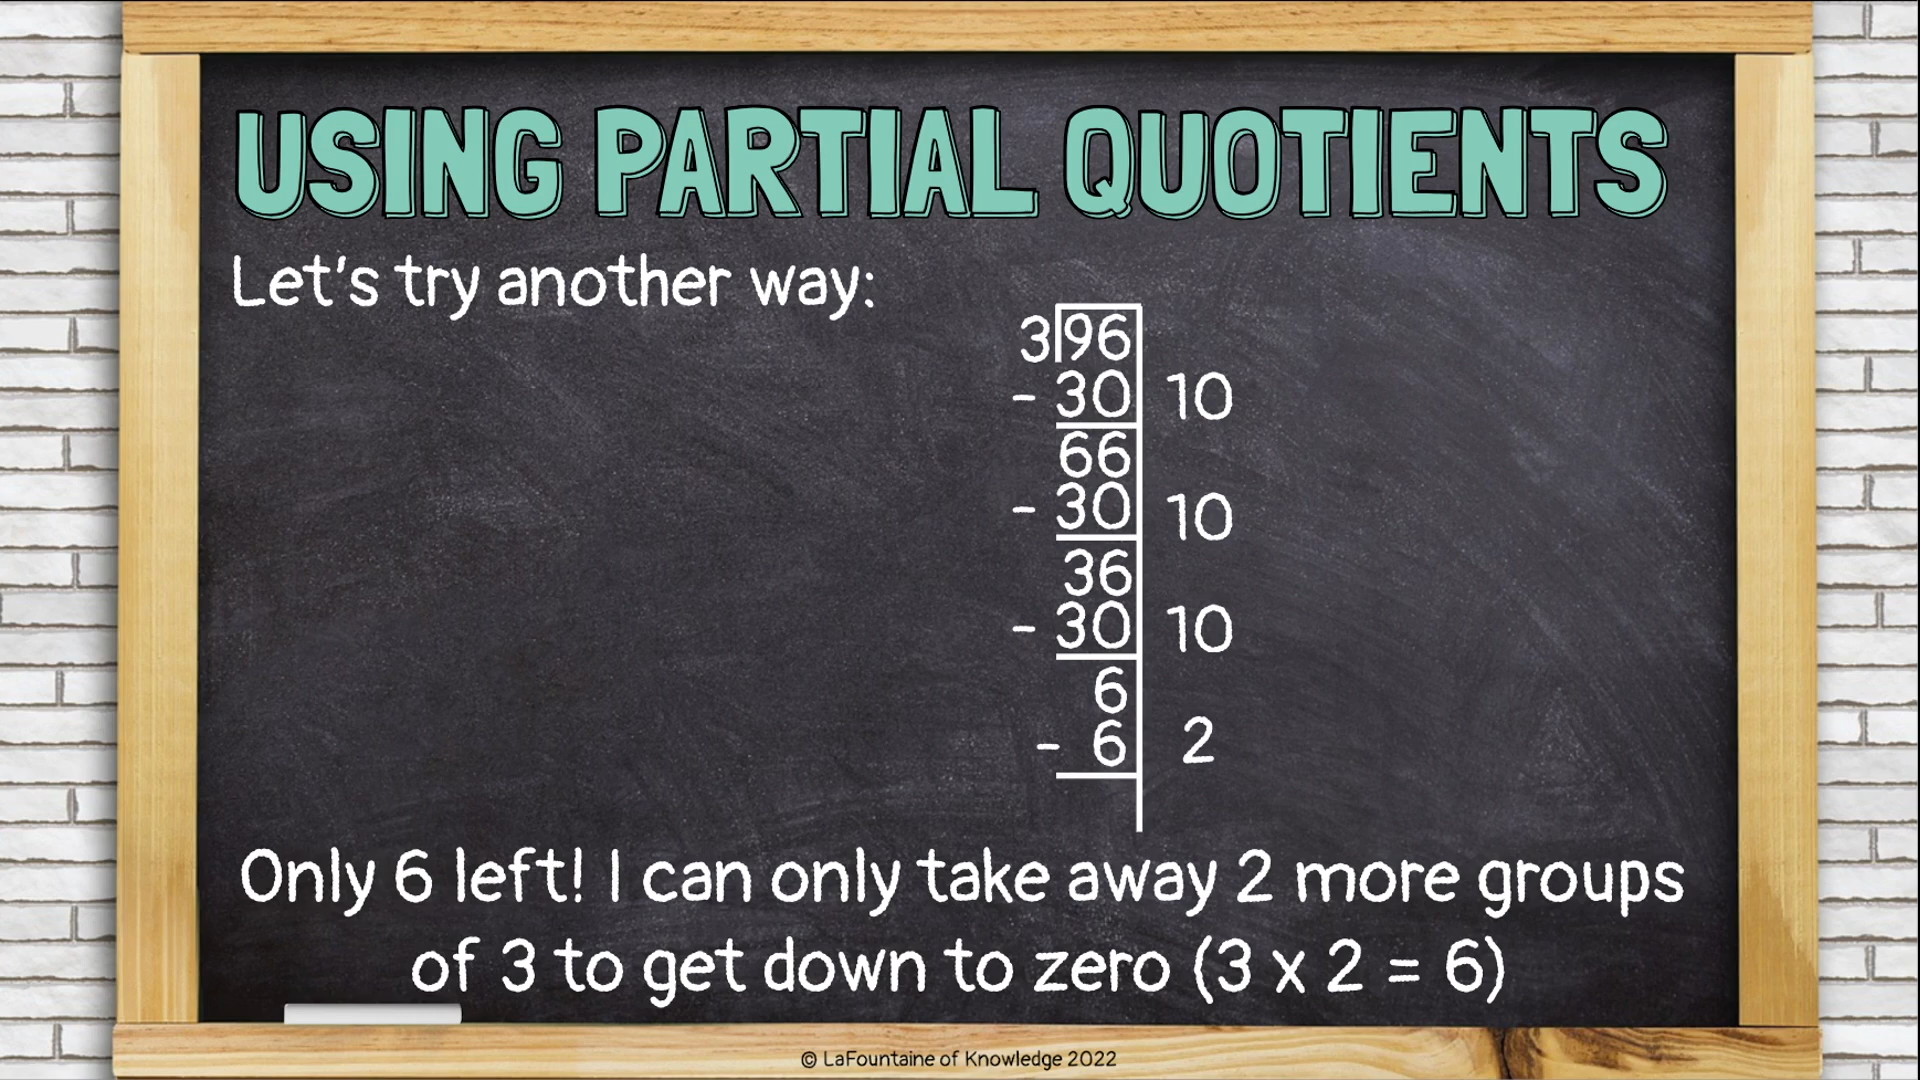 USING PARTIAL QUOTIENTS
Let's try another way:
3 96
- 30 10
66
- 30 10
36
- 30 10
6
- 6 2
Only 6 left! I can only take away 2 more groups
of 3 to get down to zero (3 x 2 = 6)
© LaFountaine of Knowledge 2022